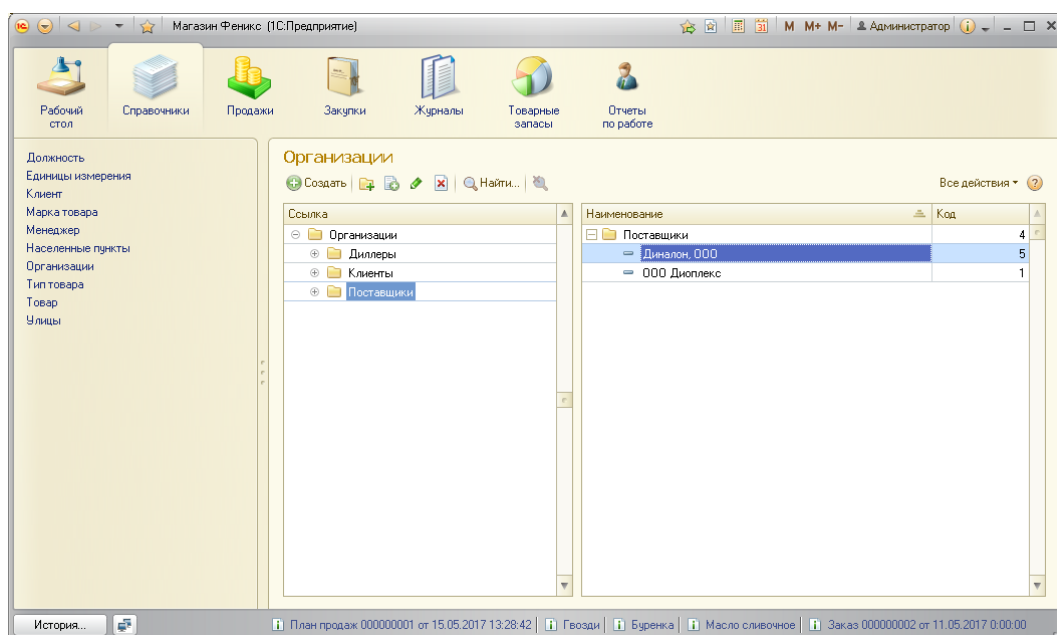 Магазин Феникс (1С:Предприятие)
31 M M+ M- Администратор
Рабочий стол
Справочники
Продажи
Закупки
Журналы
Товарные запасы
Отчеты по работе
Должность
Единицы измерения
Клиент
Марка товара
Менеджер
Населенные пункты
Организации
Тип товара
Товар
Улицы
Организации
Создать Найти... Все действия
Ссылка
Организации
Диллеры
Клиенты
Поставщики
Наименование Код
Поставщики 4
Диналон, ООО 5
ООО Диоплекс 1
История... План продаж 000000001 от 15.05.2017 13:28:42 Гвозди Буренка Масло сливочное Заказ 000000002 от 11.05.2017 0:00:00